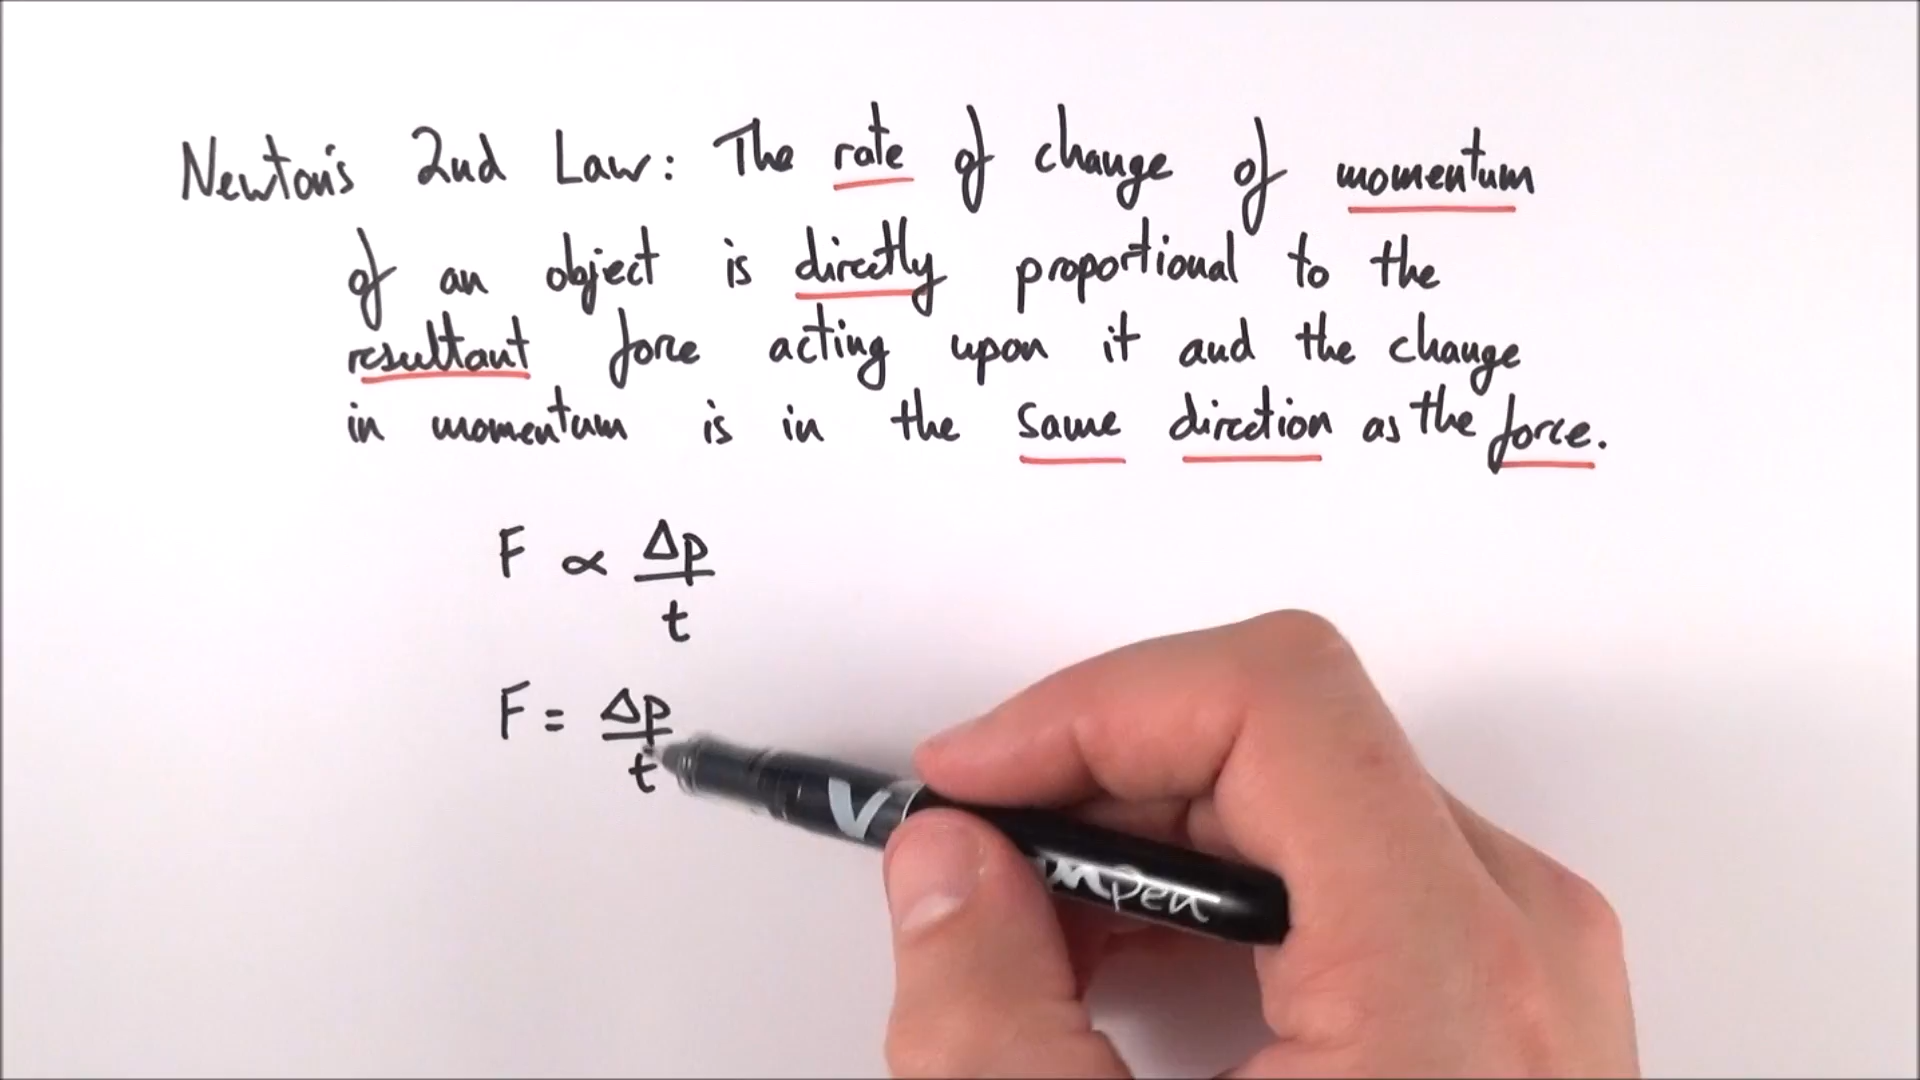 Newton's 2nd Law: The rate of change of momentum
of an object is directly proportional to the
resultant force acting upon it and the change
in momentum is in the same direction as the force.
F ∝ Δp
t
F = Δp
t
V
pen